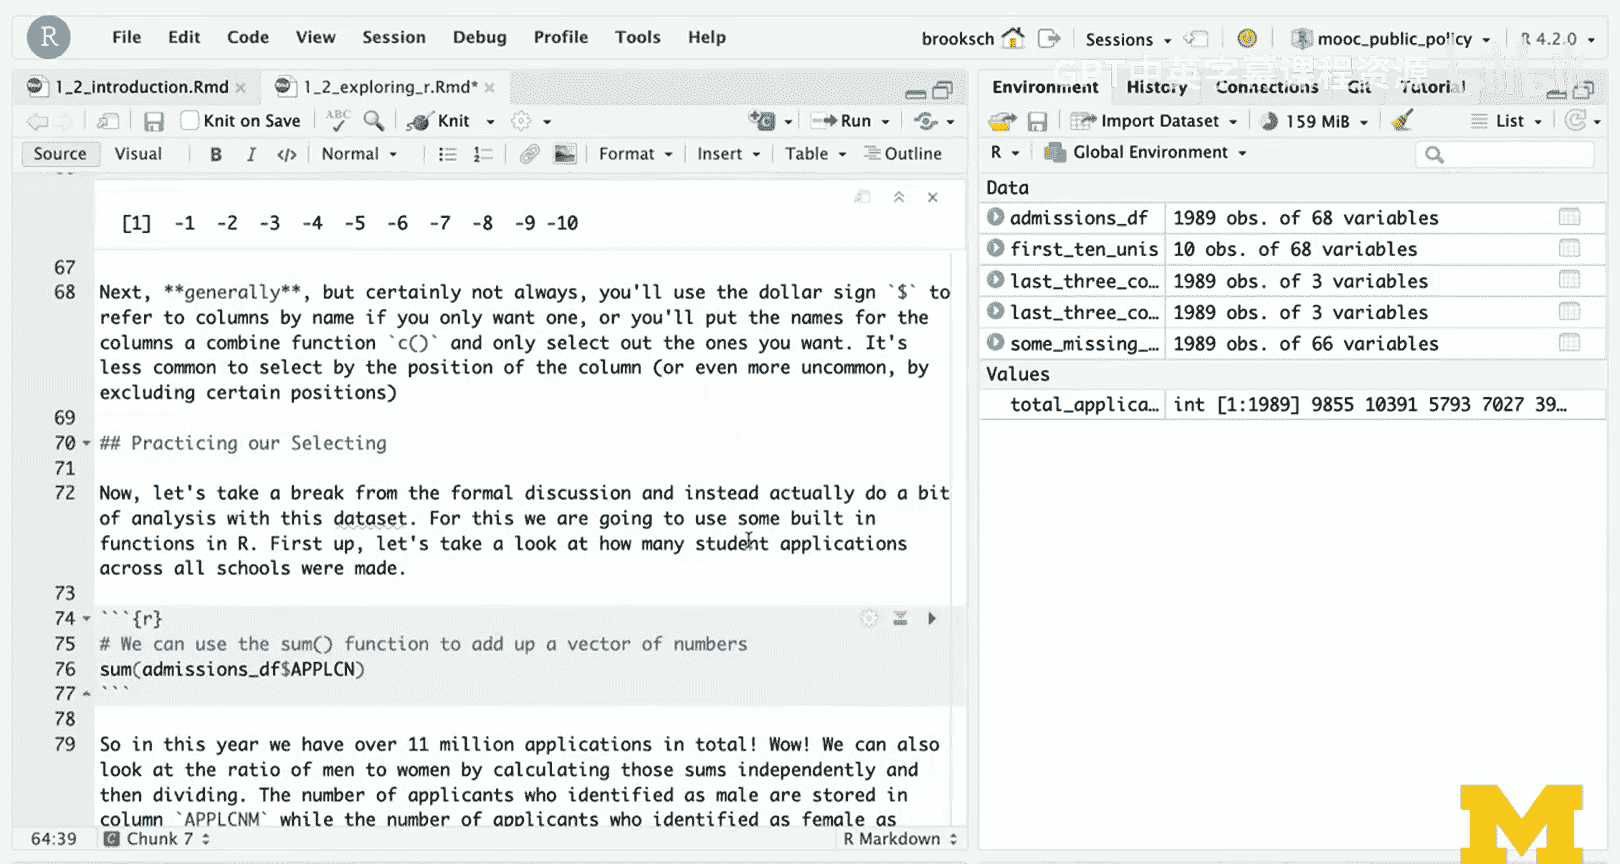 R File Edit Code View Session Debug Profile Tools Help brooksch Sessions mooc_public_policy R 4.2.0
GPT中英字幕课程资源
1_2_introduction.Rmd 1_2_exploring_r.Rmd*
Knit on Save ABC Knit Run
Source Visual B I </> Normal Format Insert Table Outline
[1] -1 -2 -3 -4 -5 -6 -7 -8 -9 -10
67
68 Next, **generally**, but certainly not always, you'll use the dollar sign `$` to
refer to columns by name if you only want one, or you'll put the names for the
columns a combine function `c()` and only select out the ones you want. It's
less common to select by the position of the column (or even more uncommon, by
excluding certain positions)
69
70 ## Practicing our Selecting
71
72 Now, let's take a break from the formal discussion and instead actually do a bit
of analysis with this dataset. For this we are going to use some built in
functions in R. First up, let's take a look at how many student applications
across all schools were made.
73
74 ```{r}
75 # We can use the sum() function to add up a vector of numbers
76 sum(admissions_df$APPLCN)
77 ```
78
79 So in this year we have over 11 million applications in total! Wow! We can also
look at the ratio of men to women by calculating those sums independently and
then dividing. The number of applicants who identified as male are stored in
column `APPLCNM` while the number of applicants who identified as female as
64:39 C Chunk 7 R Markdown
Environment History Connections Git Tutorial
Import Dataset 159 MiB List
R Global Environment
Data
admissions_df 1989 obs. of 68 variables
first_ten_unis 10 obs. of 68 variables
last_three_co… 1989 obs. of 3 variables
last_three_co… 1989 obs. of 3 variables
some_missing_… 1989 obs. of 66 variables
Values
total_applica… int [1:1989] 9855 10391 5793 7027 39…
M